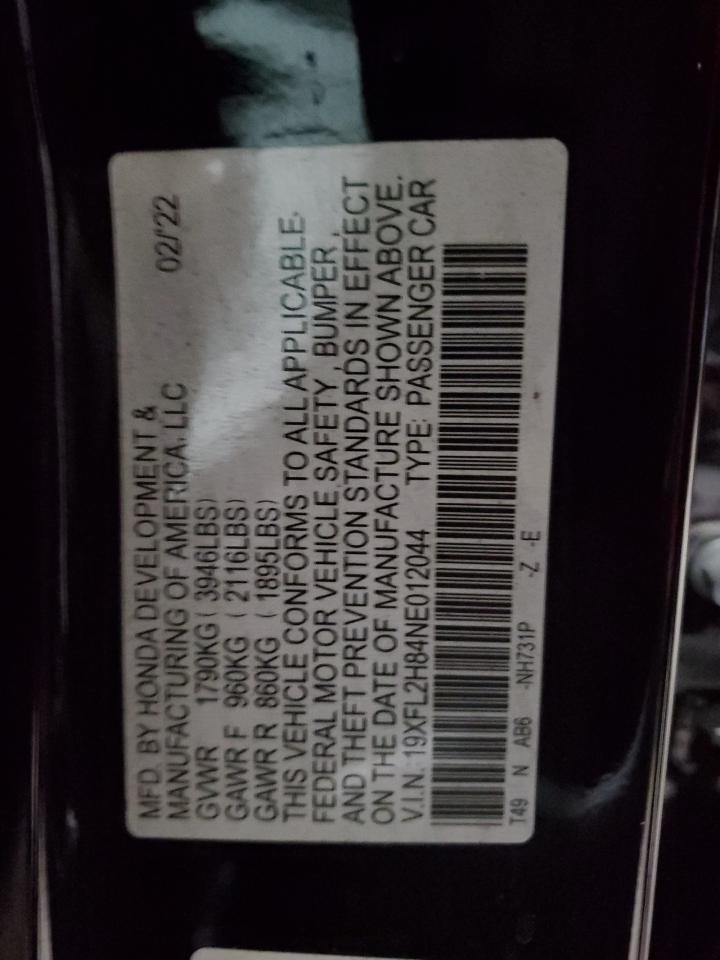 MFD. BY HONDA DEVELOPMENT &
MANUFACTURING OF AMERICA, LLC 02/'22
GVWR 1790KG ( 3946LBS)
GAWR F 960KG ( 2116LBS)
GAWR R 860KG ( 1895LBS)
THIS VEHICLE CONFORMS TO ALL APPLICABLE
FEDERAL MOTOR VEHICLE SAFETY, BUMPER,
AND THEFT PREVENTION STANDARDS IN EFFECT
ON THE DATE OF MANUFACTURE SHOWN ABOVE.
V.I.N. 19XFL2H84NE012044 TYPE: PASSENGER CAR
T49 N AB6 -NH731P -Z -E